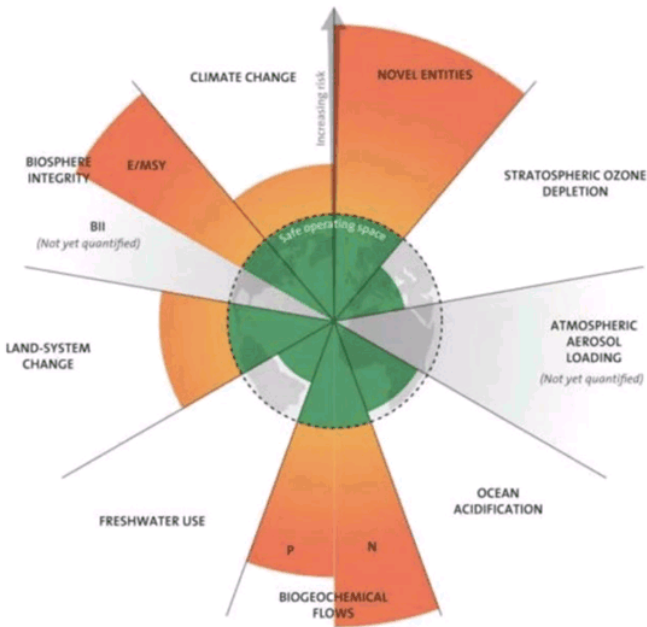 CLIMATE CHANGE
Increasing risk
NOVEL ENTITIES
STRATOSPHERIC OZONE
DEPLETION
BIOSPHERE
INTEGRITY
E/MSY
BII
(Not yet quantified)
Safe operating space
ATMOSPHERIC
AEROSOL
LOADING
(Not yet quantified)
LAND-SYSTEM
CHANGE
OCEAN
ACIDIFICATION
FRESHWATER USE
P
N
BIOGEOCHEMICAL
FLOWS